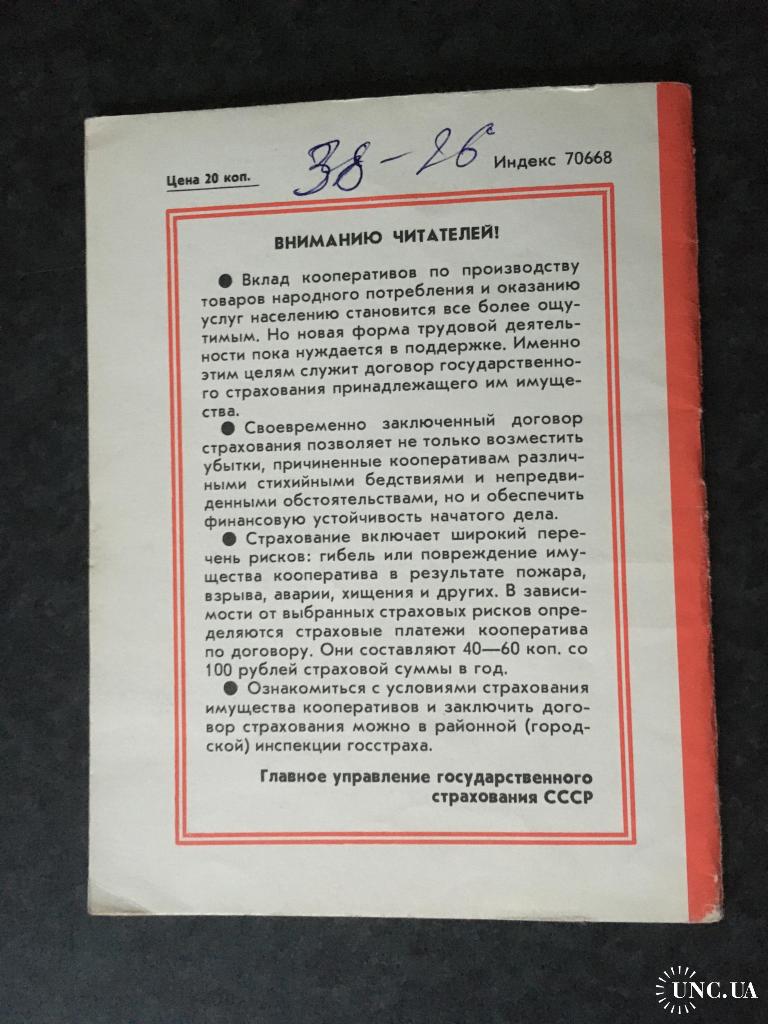 Цена 20 коп.
38-26
Индекс 70668
ВНИМАНИЮ ЧИТАТЕЛЕЙ!
● Вклад кооперативов по производству
товаров народного потребления и оказанию
услуг населению становится все более ощу-
тимым. Но новая форма трудовой деятель-
ности пока нуждается в поддержке. Именно
этим целям служит договор государственно-
го страхования принадлежащего им имуще-
ства.
● Своевременно заключенный договор
страхования позволяет не только возместить
убытки, причиненные кооперативам различ-
ными стихийными бедствиями и непредви-
денными обстоятельствами, но и обеспечить
финансовую устойчивость начатого дела.
● Страхование включает широкий пере-
чень рисков: гибель или повреждение иму-
щества кооператива в результате пожара,
взрыва, аварии, хищения и других. В зависи-
мости от выбранных страховых рисков опре-
деляются страховые платежи кооператива
по договору. Они составляют 40—60 коп. со
100 рублей страховой суммы в год.
● Ознакомиться с условиями страхования
имущества кооперативов и заключить дого-
вор страхования можно в районной (город-
ской) инспекции госстраха.
Главное управление государственного
страхования СССР
UNC.UA